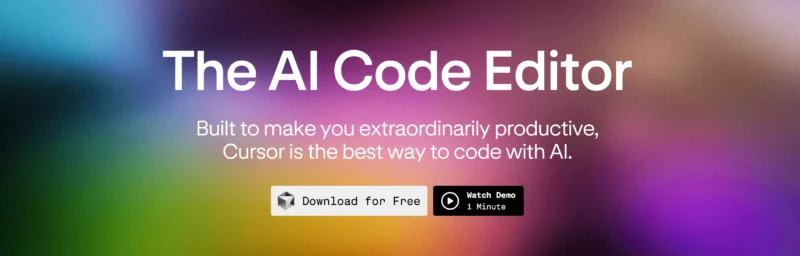 The AI Code Editor
Built to make you extraordinarily productive,
Cursor is the best way to code with AI.
Download for Free
Watch Demo
1 Minute